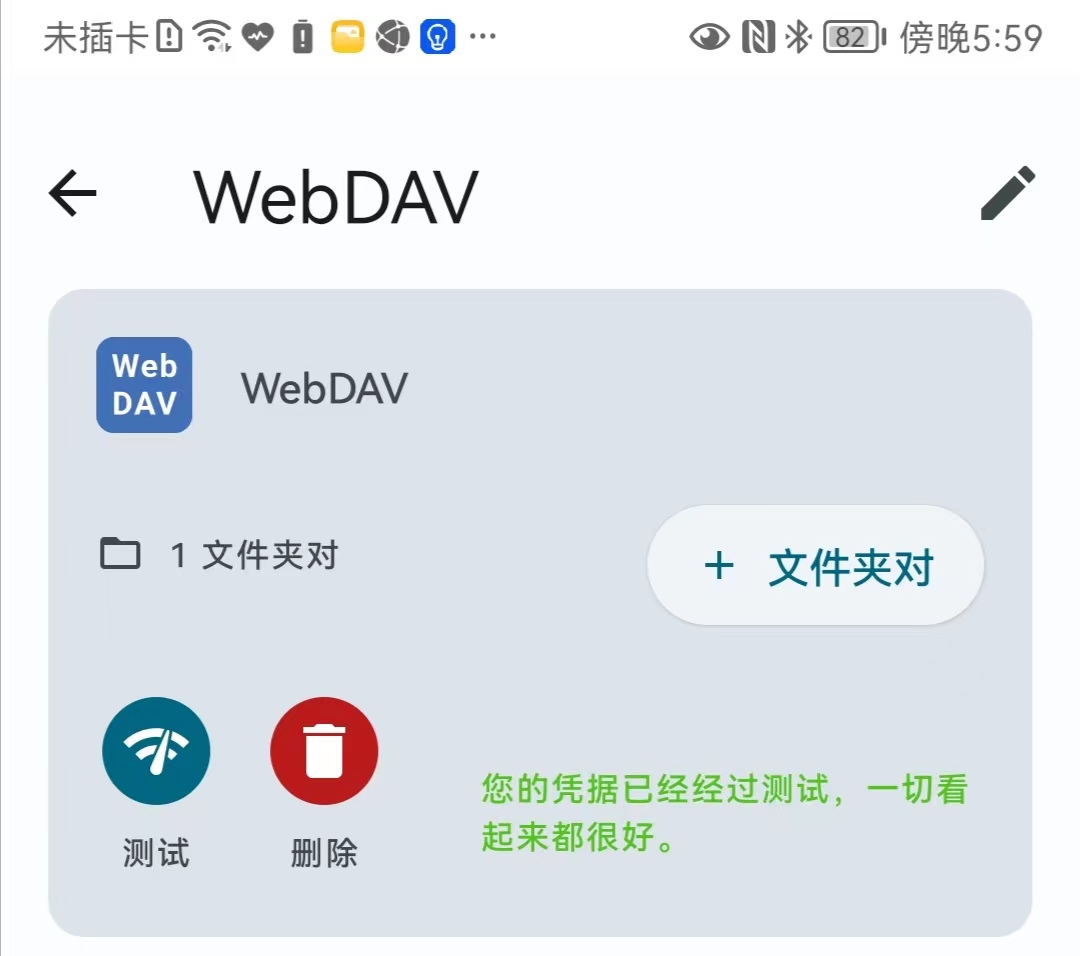 未插卡 82 傍晚5:59
WebDAV
Web
DAV
WebDAV
1 文件夹对
+ 文件夹对
您的凭据已经经过测试，一切看
起来都很好。
测试 删除